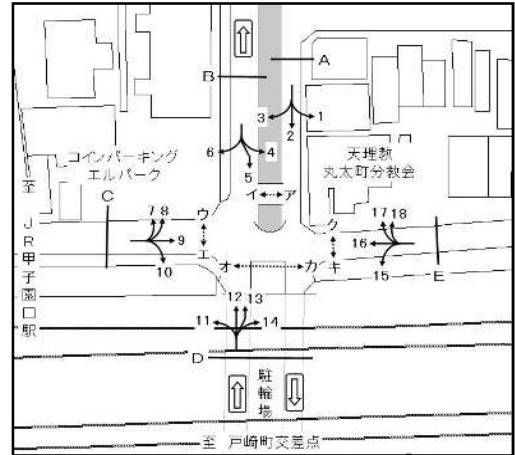 A
B
3
1
2
6
4
5
コインパーキング
エルパーク
天理教
丸太町分教会
C
イ
ア
至JR甲子園口駅
7
8
ウ
ク
17
18
9
16
エ
10
オ
カ
キ
15
E
12
13
11
14
D
駐輪場
至 戸崎町交差点